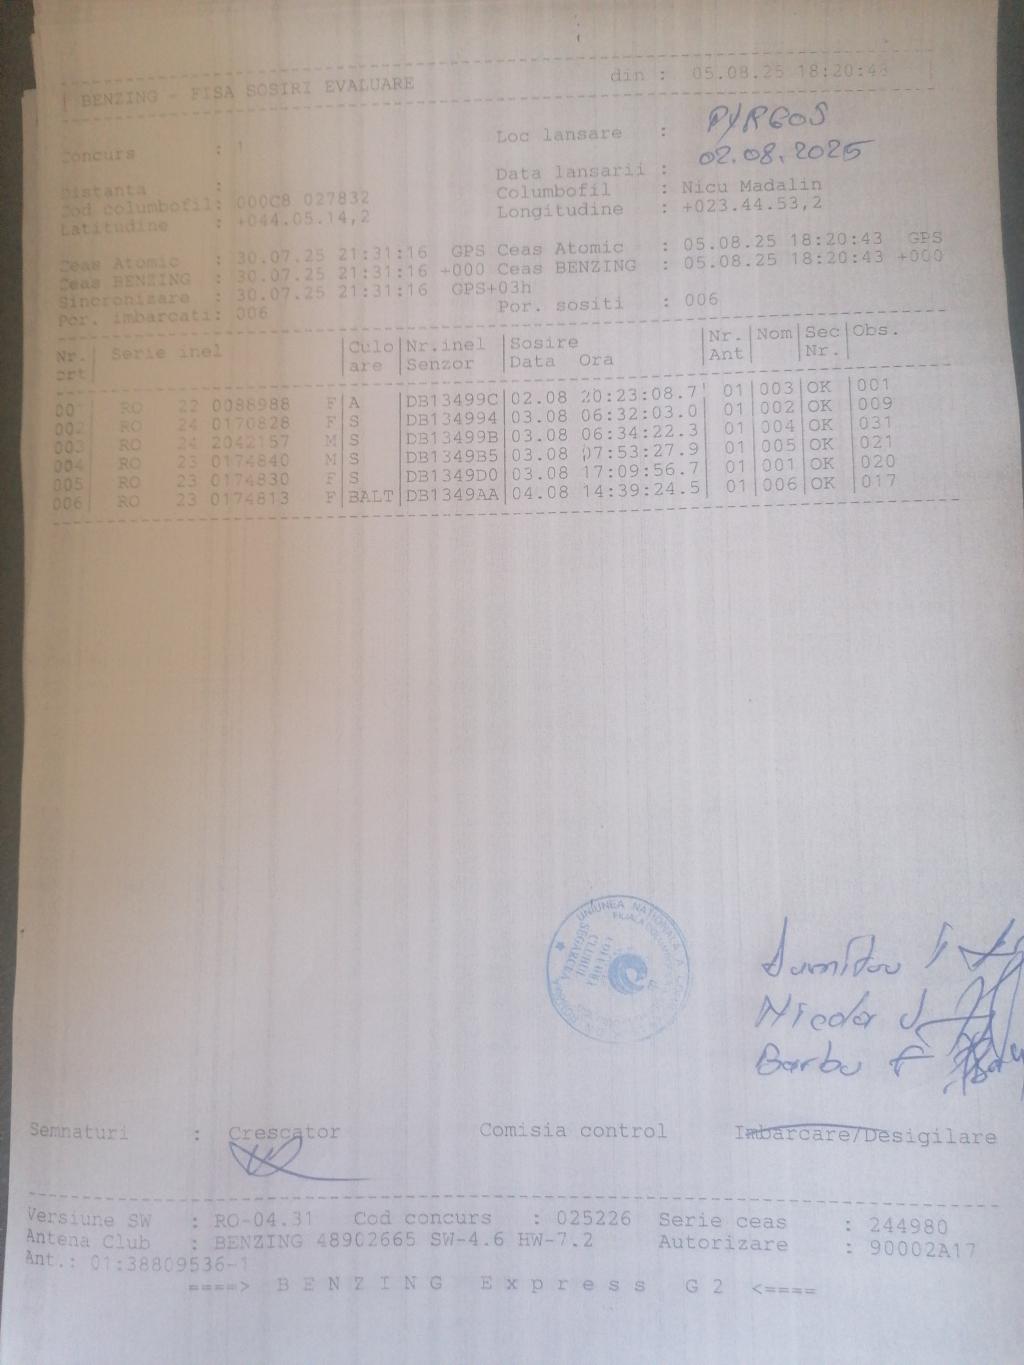 BENZING - FISA SOSIRI EVALUARE din : 05.08.25 18:20:43
Concurs : 1 Loc lansare : PYRGOS
Distanta : Data lansarii : 02.08.2025
Cod columbofil: 000C8 027832 Columbofil : Nicu Madalin
Latitudine : +044.05.14,2 Longitudine : +023.44.53,2
Ceas Atomic : 30.07.25 21:31:16 GPS Ceas Atomic : 05.08.25 18:20:43 GPS
Ceas BENZING : 30.07.25 21:31:16 +000 Ceas BENZING : 05.08.25 18:20:43 +000
Sincronizare : 30.07.25 21:31:16 GPS+03h
Por. imbarcati: 006 Por. sositi : 006
Nr. Serie inel Culo Nr.inel Sosire Nr. Nom Sec Obs.
crt are Senzor Data Ora Ant Nr.
001 RO 22 0088988 F A DB13499C 02.08 20:23:08.7 01 003 OK 001
002 RO 24 0170828 F S DB134994 03.08 06:32:03.0 01 002 OK 009
003 RO 24 2042157 M S DB13499B 03.08 06:34:22.3 01 004 OK 031
004 RO 23 0174840 M S DB1349B5 03.08 07:53:27.9 01 005 OK 021
005 RO 23 0174830 F S DB1349D0 03.08 17:09:56.7 01 001 OK 020
006 RO 23 0174813 F BALT DB1349AA 04.08 14:39:24.5 01 006 OK 017
UNIUNEA NATIONALA A
FILIALA
CLUBUL
SEGARCEA
Dumitru I
Nicola J
Barbu F
Semnaturi : Crescator Comisia control Imbarcare/Desigilare
Versiune SW : RO-04.31 Cod concurs : 025226 Serie ceas : 244980
Antena Club : BENZING 48902665 SW-4.6 HW-7.2 Autorizare : 90002A17
Ant.: 01:38809536-1
====> B E N Z I N G E x p r e s s G 2 <====